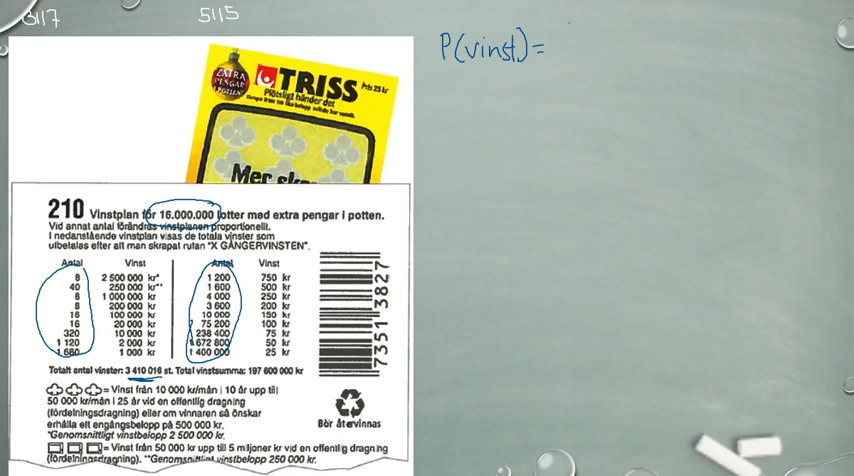 3117
5115
P(vinst)=
EXTRA
PENGAR
I POTTEN
TRISS Pris 25 kr
Plötsligt händer det
Mer
210 Vinstplan för 16.000.000 lotter med extra pengar i potten.
Vid annat antal förändras vinstplanen proportionellt.
I nedanstående vinstplan visas de totala vinster som
utbetalas efter att man skrapat rutan "X GÅNGERVINSTEN".
Antal Vinst Antal Vinst
8 2 500 000 kr* 1 200 750 kr
40 250 000 kr** 1 600 500 kr
8 1 000 000 kr 4 000 250 kr
8 200 000 kr 3 600 200 kr
16 100 000 kr 10 000 150 kr
16 20 000 kr 75 200 100 kr
320 10 000 kr 238 400 75 kr
1 120 2 000 kr 1 672 800 50 kr
1 680 1 000 kr 1 400 000 25 kr
Totalt antal vinster: 3 410 016 st. Total vinstsumma: 197 600 000 kr
= Vinst från 10 000 kr/mån i 10 år upp till
50 000 kr/mån i 25 år vid en offentlig dragning
(fördelningsdragning) eller om vinnaren så önskar
erhålla ett engångsbelopp på 500 000 kr.
*Genomsnittligt vinstbelopp 2 500 000 kr.
= Vinst från 50 000 kr upp till 5 miljoner kr vid en offentlig dragning
(fördelningsdragning). **Genomsnittligt vinstbelopp 250 000 kr.
7351 3827
Bör återvinnas